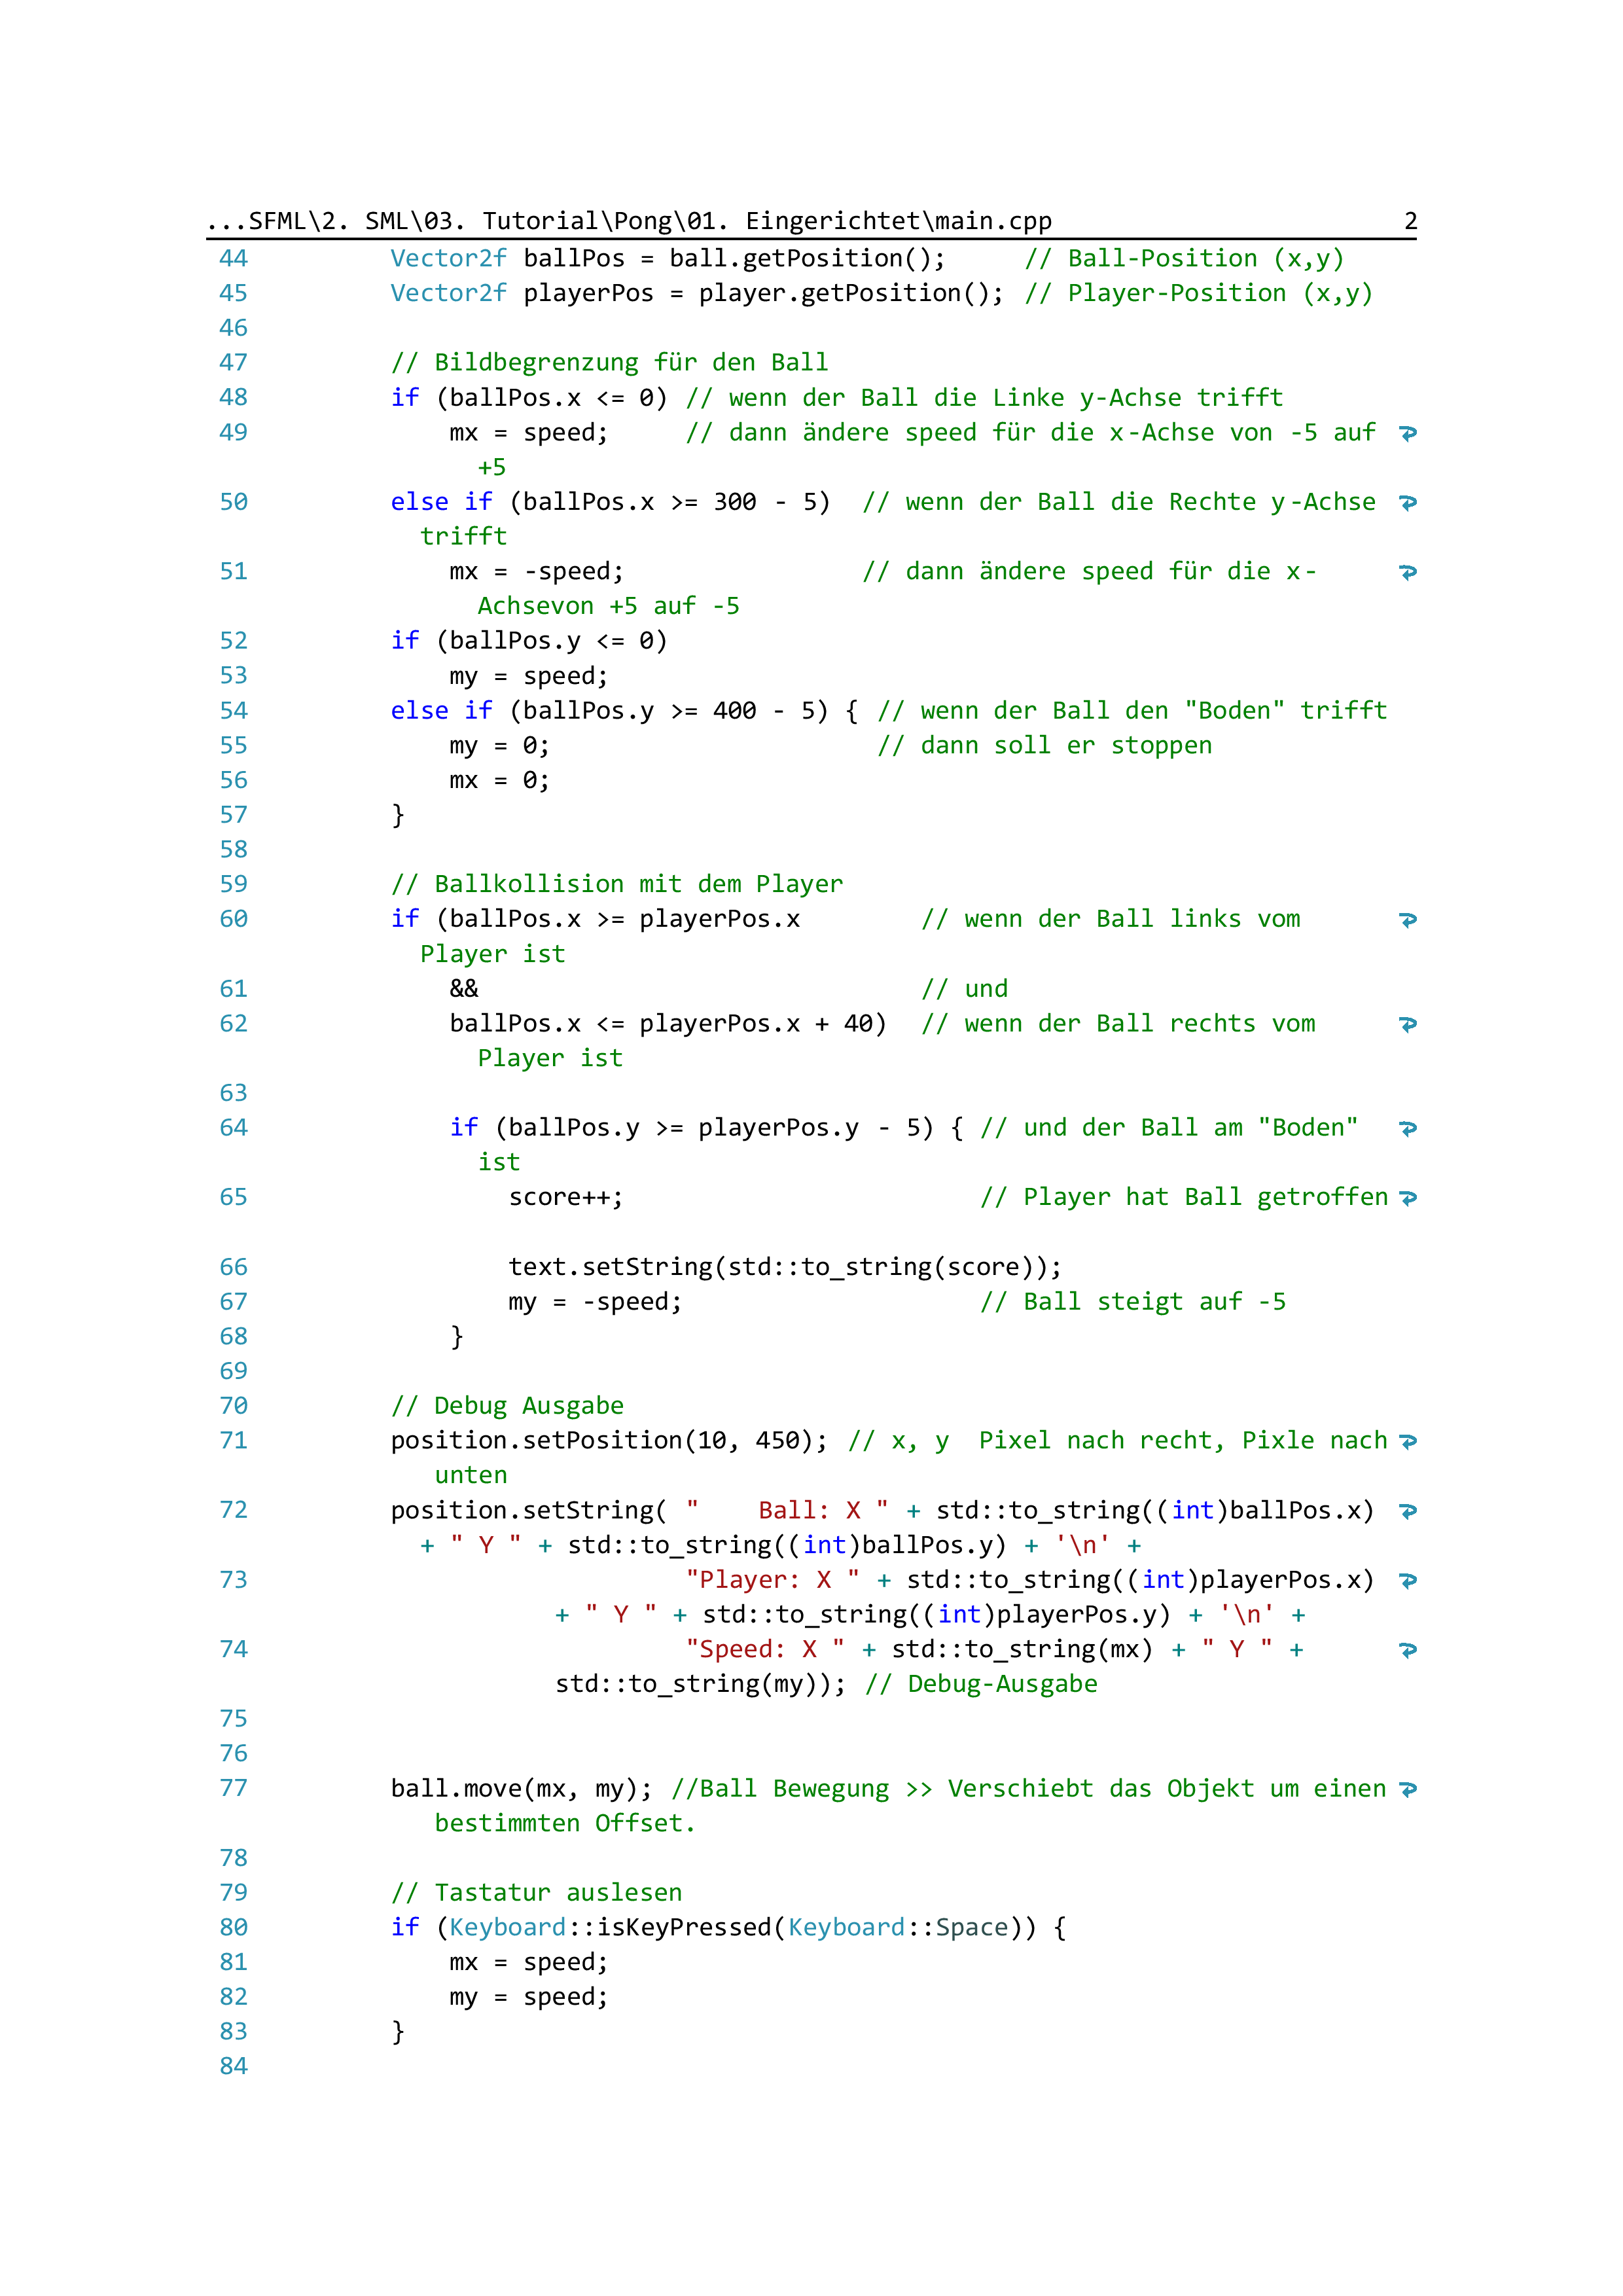 ...SFML\2. SML\03. Tutorial\Pong\01. Eingerichtet\main.cpp 2
44 Vector2f ballPos = ball.getPosition(); // Ball-Position (x,y)
45 Vector2f playerPos = player.getPosition(); // Player-Position (x,y)
46
47 // Bildbegrenzung für den Ball
48 if (ballPos.x <= 0) // wenn der Ball die Linke y-Achse trifft
49 mx = speed; // dann ändere speed für die x-Achse von -5 auf
+5
50 else if (ballPos.x >= 300 - 5) // wenn der Ball die Rechte y-Achse
trifft
51 mx = -speed; // dann ändere speed für die x-
Achsevon +5 auf -5
52 if (ballPos.y <= 0)
53 my = speed;
54 else if (ballPos.y >= 400 - 5) { // wenn der Ball den "Boden" trifft
55 my = 0; // dann soll er stoppen
56 mx = 0;
57 }
58
59 // Ballkollision mit dem Player
60 if (ballPos.x >= playerPos.x // wenn der Ball links vom
Player ist
61 && // und
62 ballPos.x <= playerPos.x + 40) // wenn der Ball rechts vom
Player ist
63
64 if (ballPos.y >= playerPos.y - 5) { // und der Ball am "Boden"
ist
65 score++; // Player hat Ball getroffen
66 text.setString(std::to_string(score));
67 my = -speed; // Ball steigt auf -5
68 }
69
70 // Debug Ausgabe
71 position.setPosition(10, 450); // x, y  Pixel nach recht, Pixle nach
unten
72 position.setString( "    Ball: X " + std::to_string((int)ballPos.x)
+ " Y " + std::to_string((int)ballPos.y) + '\n' +
73 "Player: X " + std::to_string((int)playerPos.x)
+ " Y " + std::to_string((int)playerPos.y) + '\n' +
74 "Speed: X " + std::to_string(mx) + " Y " +
std::to_string(my)); // Debug-Ausgabe
75
76
77 ball.move(mx, my); //Ball Bewegung >> Verschiebt das Objekt um einen
bestimmten Offset.
78
79 // Tastatur auslesen
80 if (Keyboard::isKeyPressed(Keyboard::Space)) {
81 mx = speed;
82 my = speed;
83 }
84